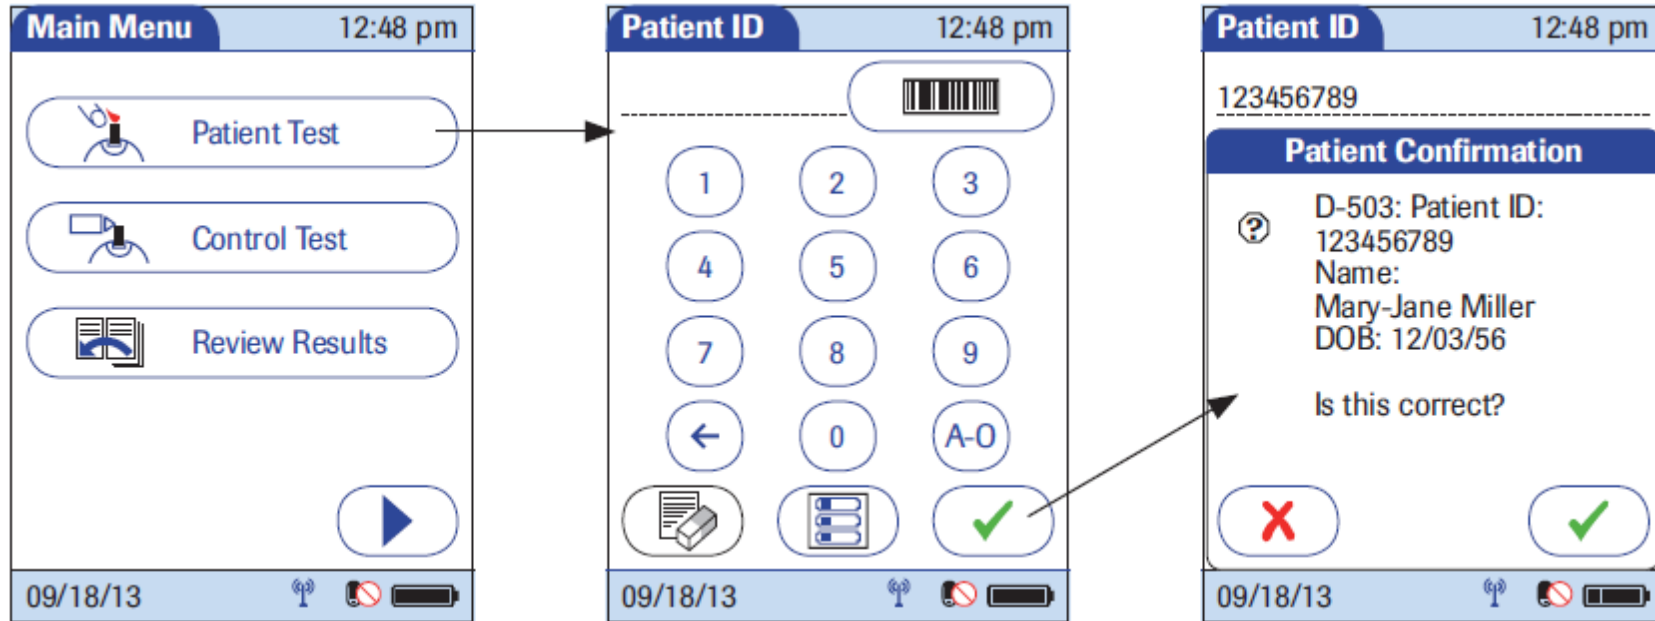 Main Menu 12:48 pm
Patient Test
Control Test
Review Results
09/18/13
Patient ID 12:48 pm
1 2 3
4 5 6
7 8 9
0 A-O
09/18/13
Patient ID 12:48 pm
123456789
Patient Confirmation
D-503: Patient ID:
123456789
Name:
Mary-Jane Miller
DOB: 12/03/56
Is this correct?
09/18/13